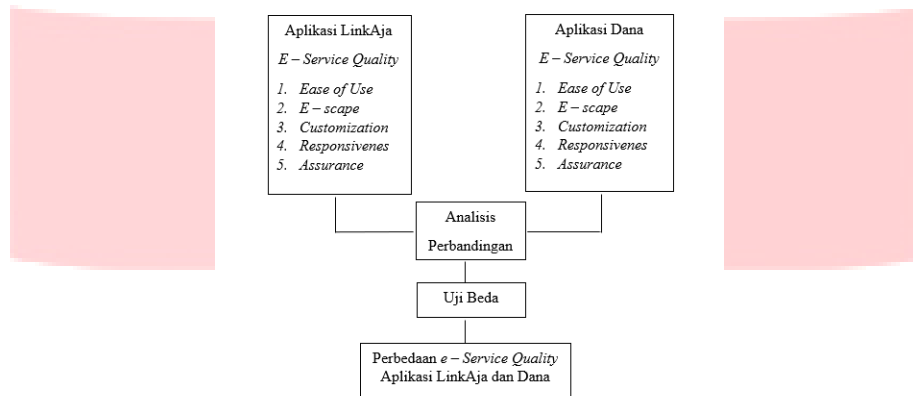 Aplikasi LinkAja
E – Service Quality
1. Ease of Use
2. E – scape
3. Customization
4. Responsivenes
5. Assurance
Aplikasi Dana
E – Service Quality
1. Ease of Use
2. E – scape
3. Customization
4. Responsivenes
5. Assurance
Analisis
Perbandingan
Uji Beda
Perbedaan e – Service Quality
Aplikasi LinkAja dan Dana